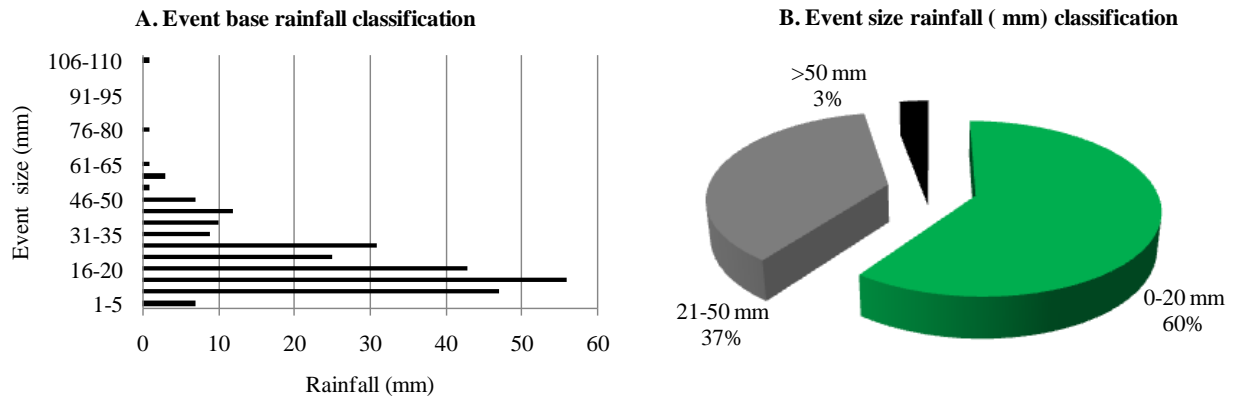 A. Event base rainfall classification
Event size (mm)
106-110
91-95
76-80
61-65
46-50
31-35
16-20
1-5
0 10 20 30 40 50 60
Rainfall (mm)
B. Event size rainfall ( mm) classification
>50 mm
3%
21-50 mm
37%
0-20 mm
60%